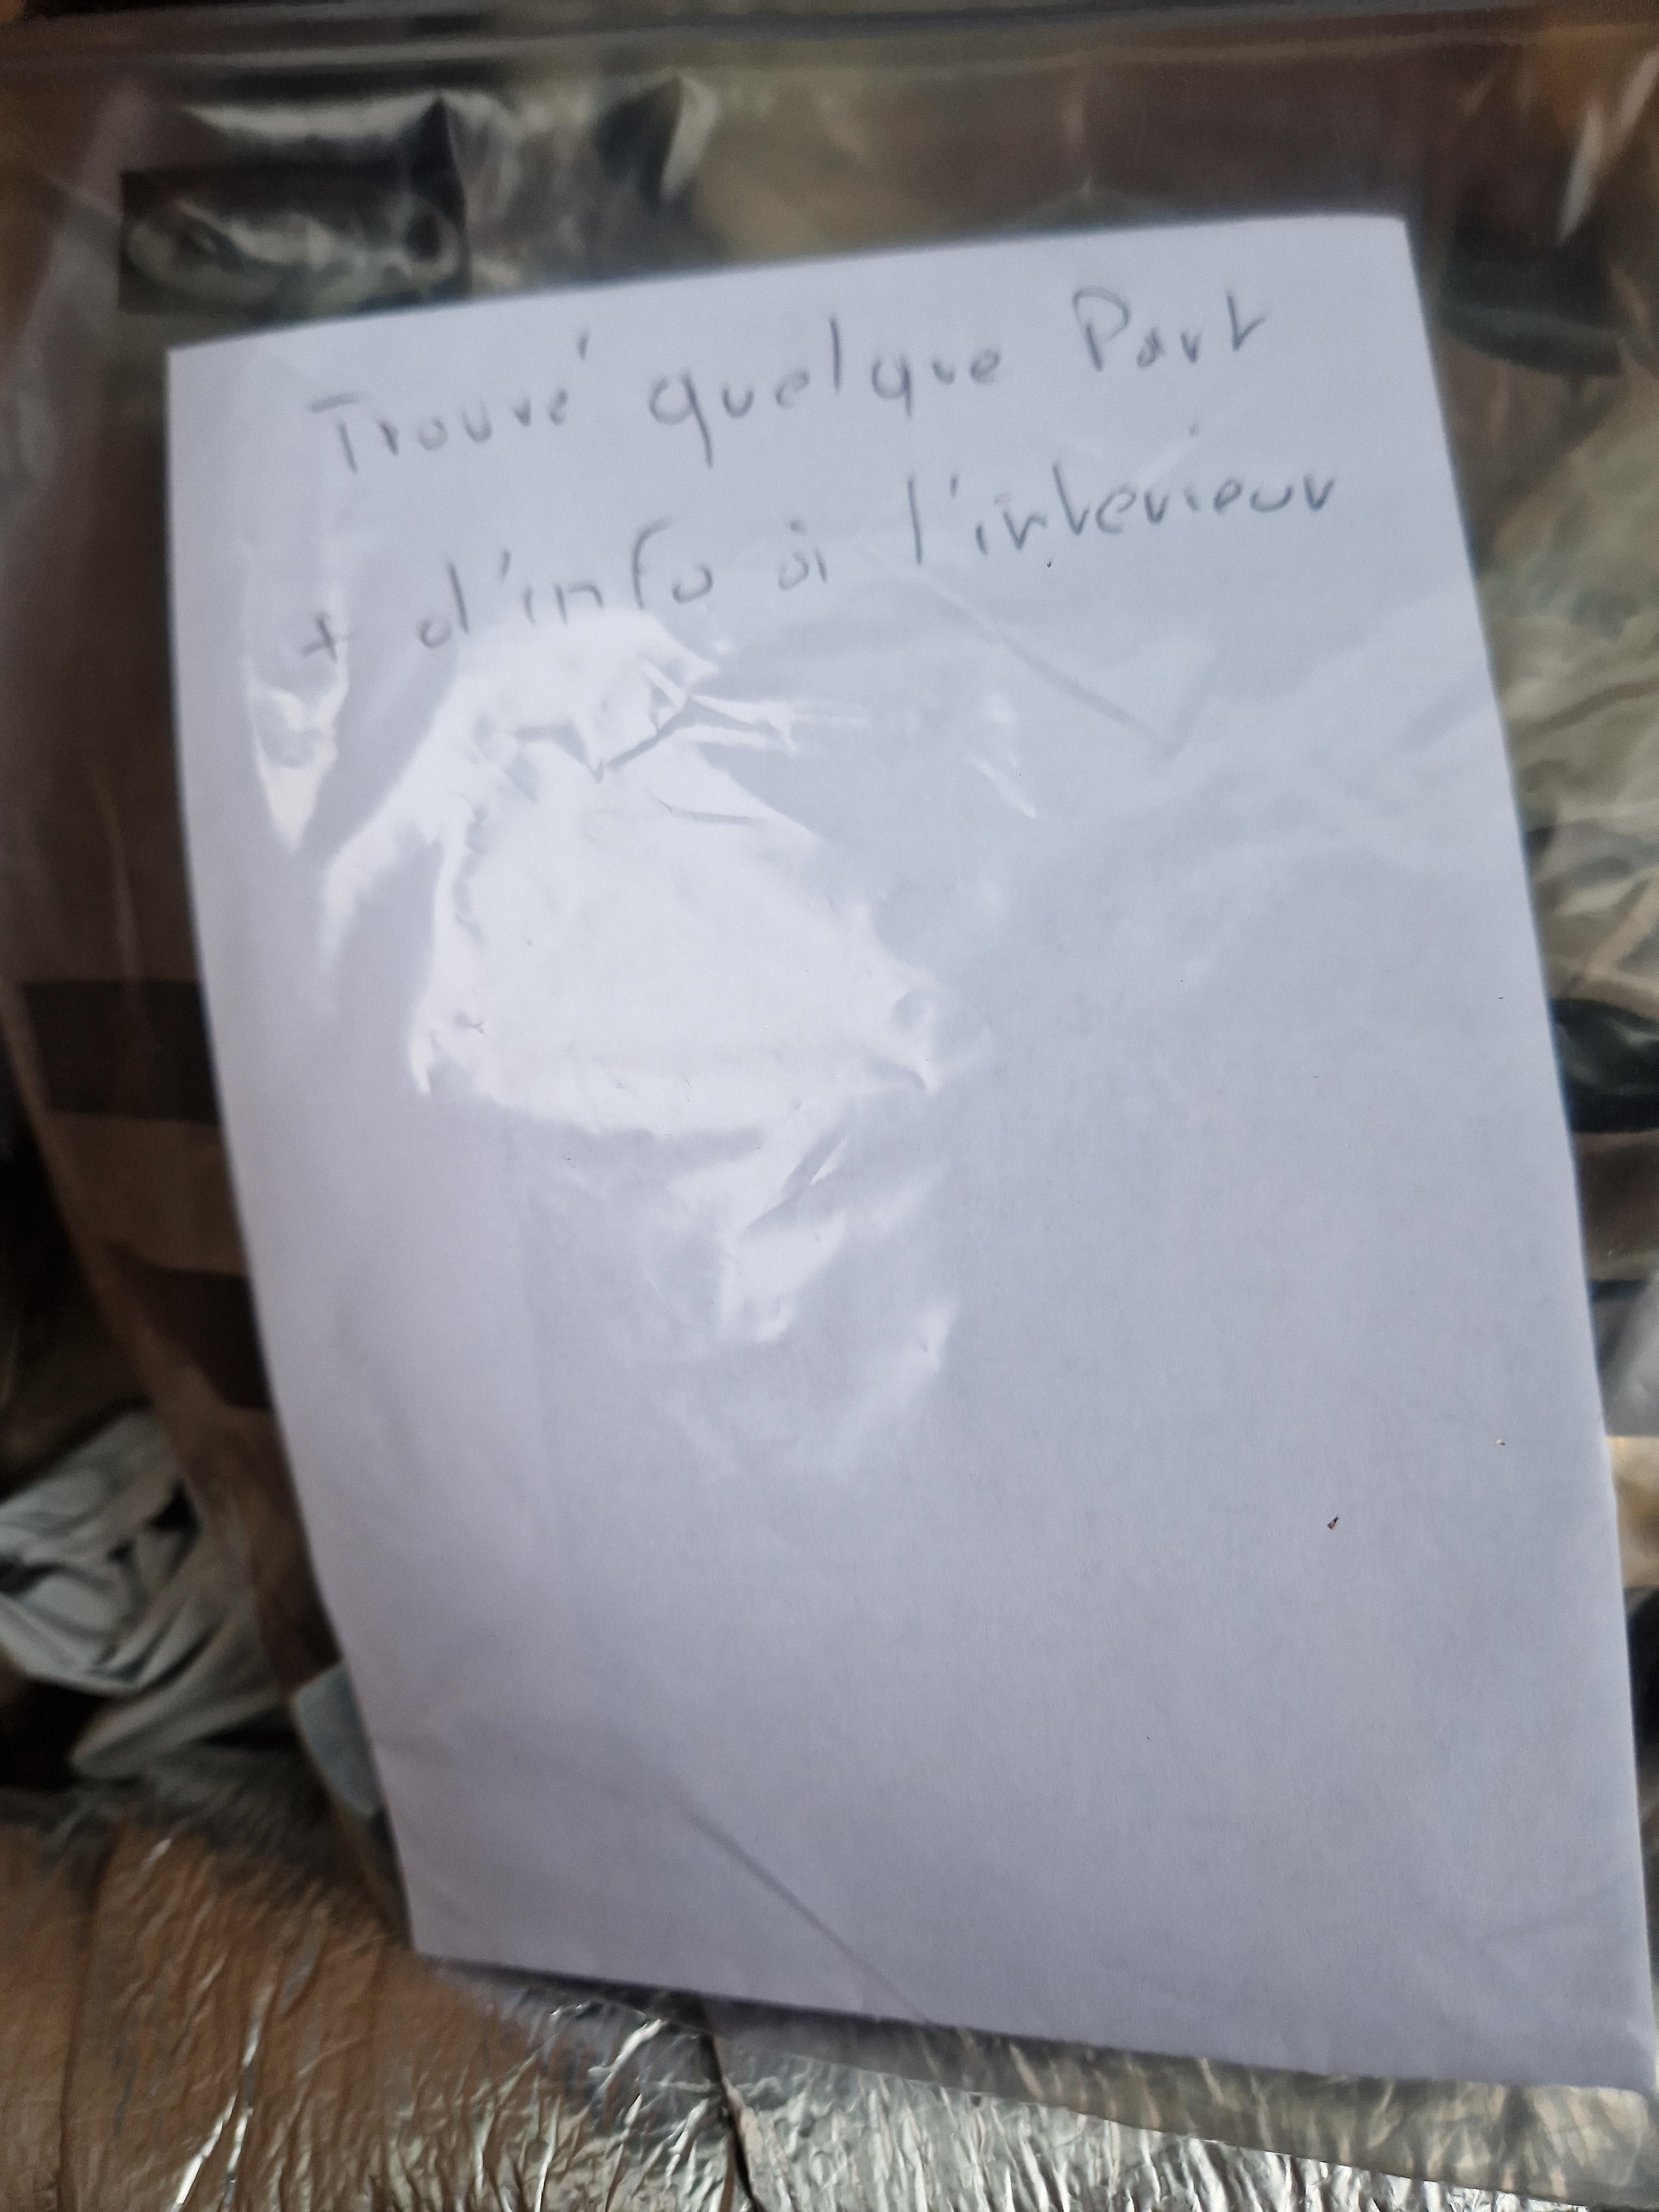 Trouvé quelque Part
+ d'info à l'interieur